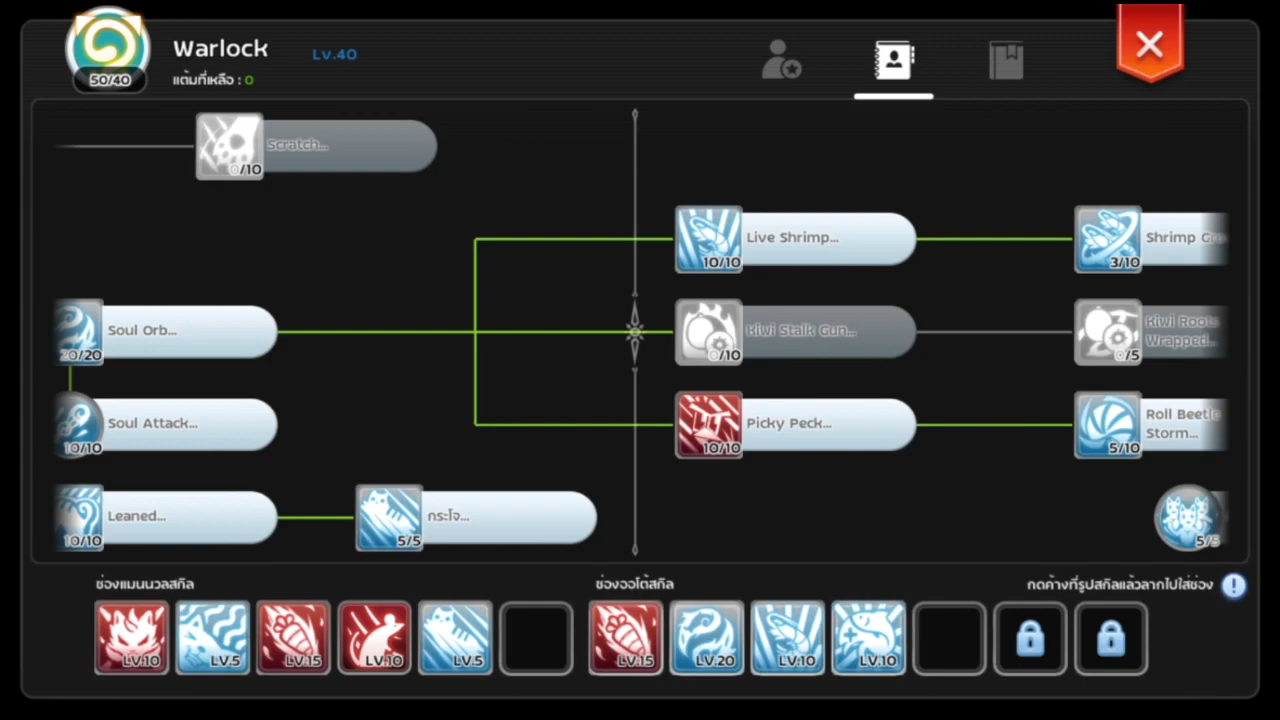 Warlock
Lv.40
50/40
แต้มที่เหลือ : 0
Scratch...
0/10
Live Shrimp...
10/10
3/10
Soul Orb...
20/20
Kiwi Stalk Gun...
0/10
Kiwi Roots
Wrapped...
0/5
Soul Attack...
10/10
Picky Peck...
10/10
Roll Beetle
Storm...
5/10
Leaned...
10/10
กระโจ...
5/5
5/5
ช่องแมนนวลสกิล
ช่องออโต้สกิล
กดค้างที่รูปสกิลแล้วลากไปใส่ช่อง
LV.10
LV.5
LV.15
LV.10
LV.5
LV.15
LV.20
LV.10
LV.10